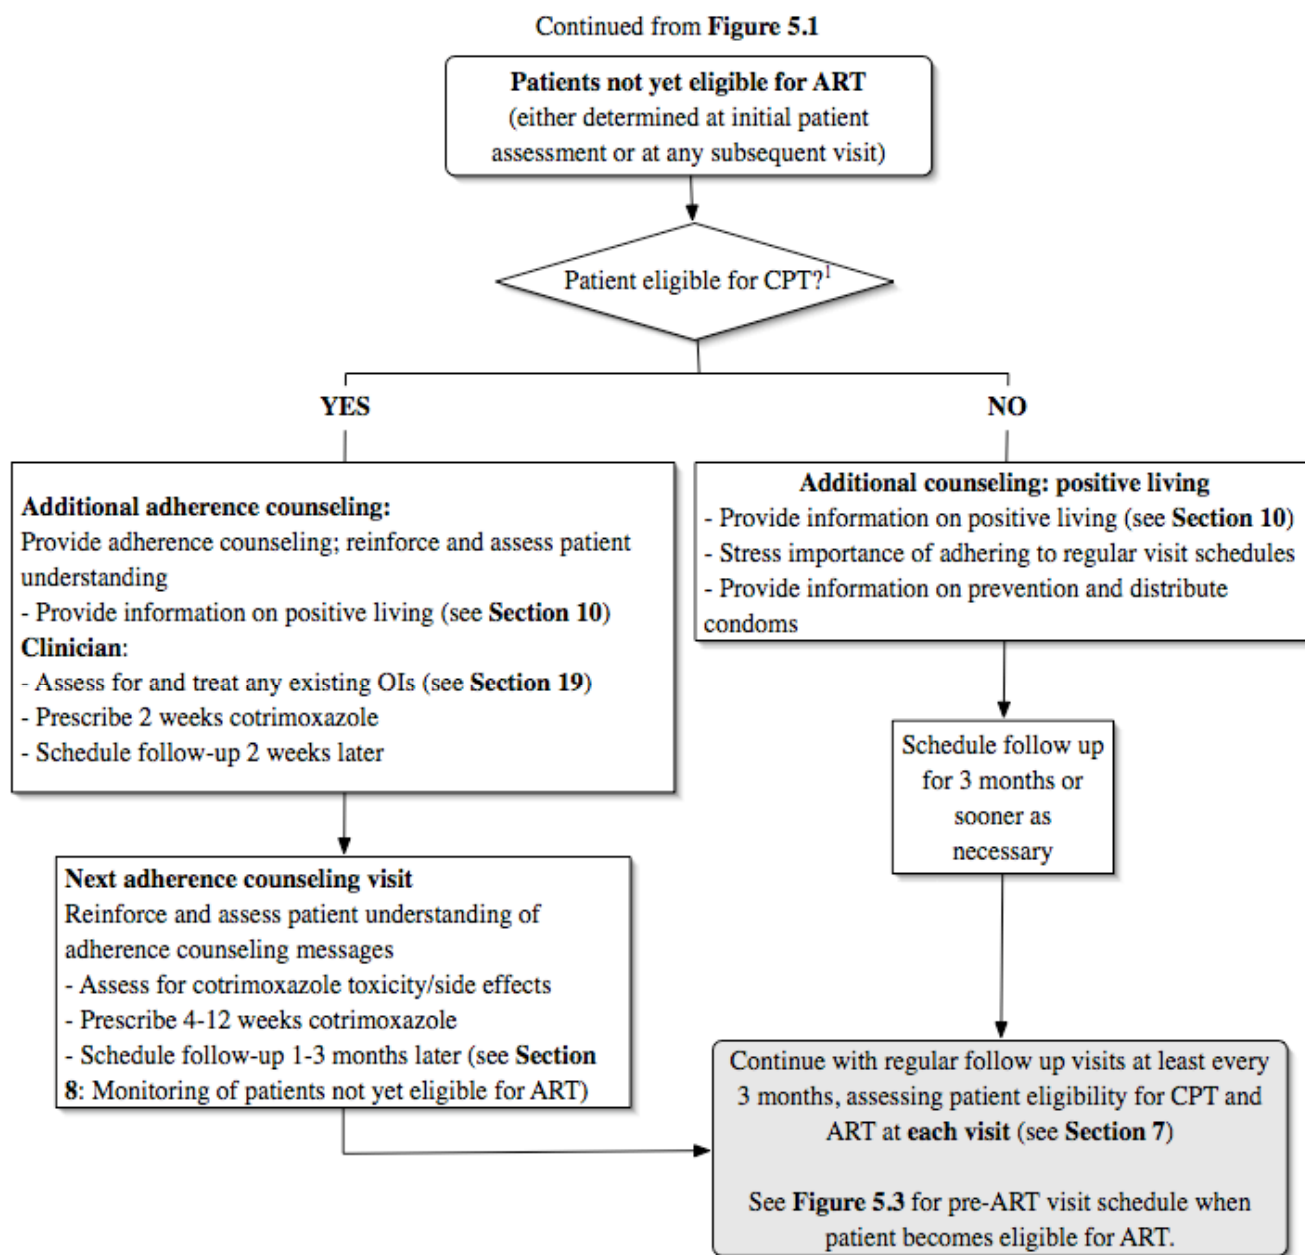 Continued from Figure 5.1
Patients not yet eligible for ART
(either determined at initial patient
assessment or at any subsequent visit)
Patient eligible for CPT?1
YES
NO
Additional adherence counseling:
Provide adherence counseling; reinforce and assess patient
understanding
- Provide information on positive living (see Section 10)
Clinician:
- Assess for and treat any existing OIs (see Section 19)
- Prescribe 2 weeks cotrimoxazole
- Schedule follow-up 2 weeks later
Additional counseling: positive living
- Provide information on positive living (see Section 10)
- Stress importance of adhering to regular visit schedules
- Provide information on prevention and distribute
condoms
Schedule follow up
for 3 months or
sooner as
necessary
Next adherence counseling visit
Reinforce and assess patient understanding of
adherence counseling messages
- Assess for cotrimoxazole toxicity/side effects
- Prescribe 4-12 weeks cotrimoxazole
- Schedule follow-up 1-3 months later (see Section
8: Monitoring of patients not yet eligible for ART)
Continue with regular follow up visits at least every
3 months, assessing patient eligibility for CPT and
ART at each visit (see Section 7)
See Figure 5.3 for pre-ART visit schedule when
patient becomes eligible for ART.